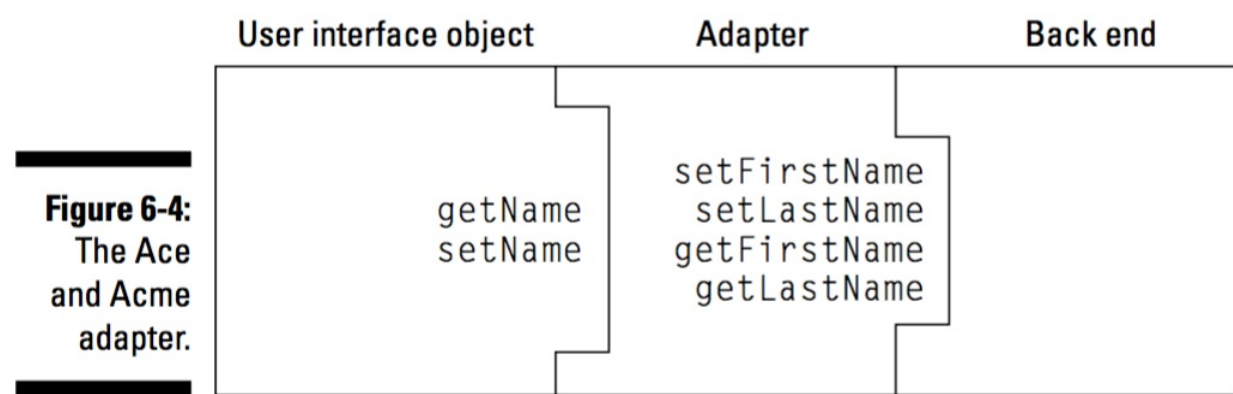 User interface object
Adapter
Back end
Figure 6-4:
The Ace
and Acme
adapter.
getName
setName
setFirstName
setLastName
getFirstName
getLastName